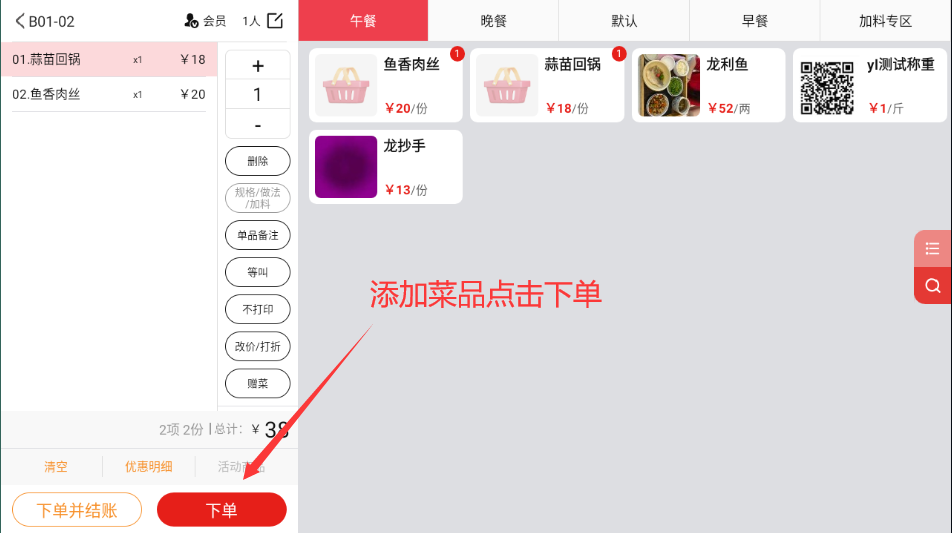 B01-02 会员 1人
01.蒜苗回锅 x1 ￥18
02.鱼香肉丝 x1 ￥20
+
1
-
删除
规格/做法
/加料
单品备注
等叫
不打印
改价/打折
赠菜
2项 2份 | 总计: ￥38
清空 优惠明细 活动
下单并结账 下单
午餐 晚餐 默认 早餐 加料专区
鱼香肉丝 1
￥20/份
蒜苗回锅 1
￥18/份
龙利鱼
￥52/两
yl测试称重
￥1/斤
龙抄手
￥13/份
添加菜品点击下单